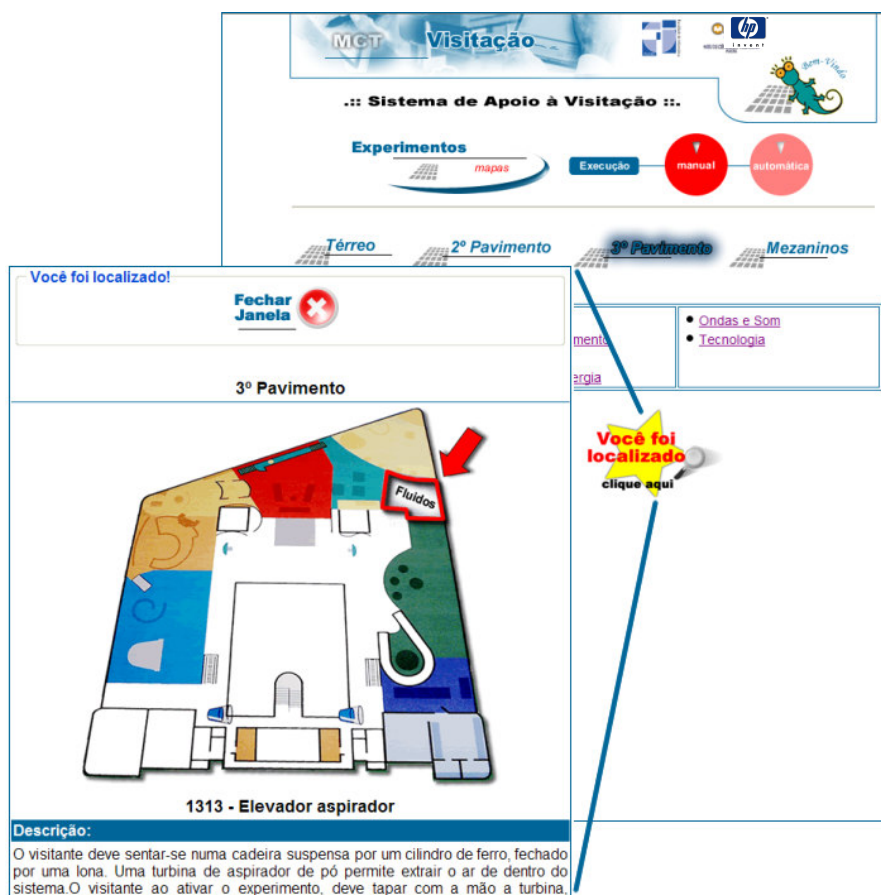 MCT Visitação
hp
invent
Bem-Vindo
.:: Sistema de Apoio à Visitação ::.
Experimentos
mapas
Execução
manual
automática
Térreo
2º Pavimento
3º Pavimento
Mezaninos
Você foi localizado!
Fechar
Janela
mento
ergia
Ondas e Som
Tecnologia
3º Pavimento
Fluidos
Você foi
localizado
clique aqui
1313 - Elevador aspirador
Descrição:
O visitante deve sentar-se numa cadeira suspensa por um cilindro de ferro, fechado
por uma lona. Uma turbina de aspirador de pó permite extrair o ar de dentro do
sistema.O visitante ao ativar o experimento, deve tapar com a mão a turbina,